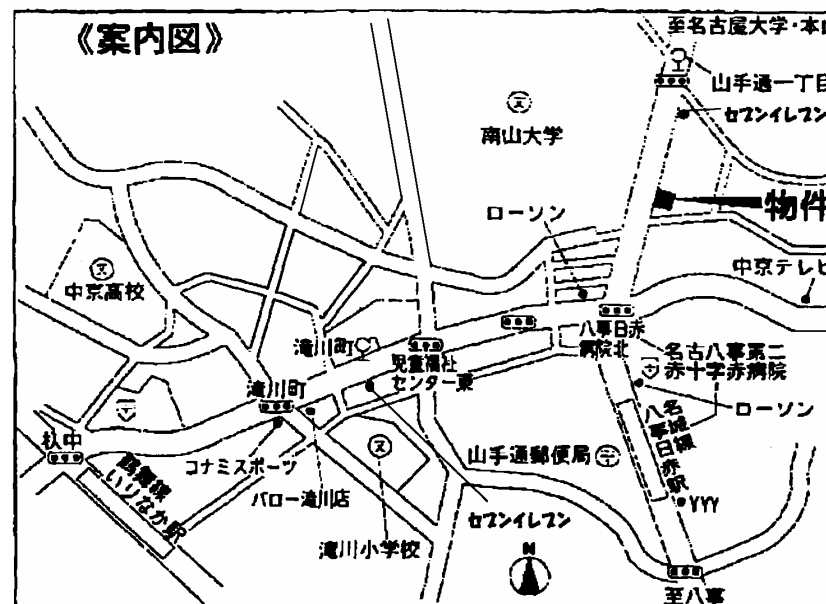 《案内図》
至名古屋大学・本山
山手通一丁目
セブンイレブン
南山大学
物件
ローソン
中京高校
中京テレビ
滝川町
児童福祉
センター東
八事日赤
病院北
名古八事第二
赤十字赤病院
滝川町
ローソン
杁中
コナミスポーツ
山手通郵便局
名城線
八事日赤駅
鶴舞線
いりなか駅
バロー滝川店
セブンイレブン
YYY
滝川小学校
N
至八事